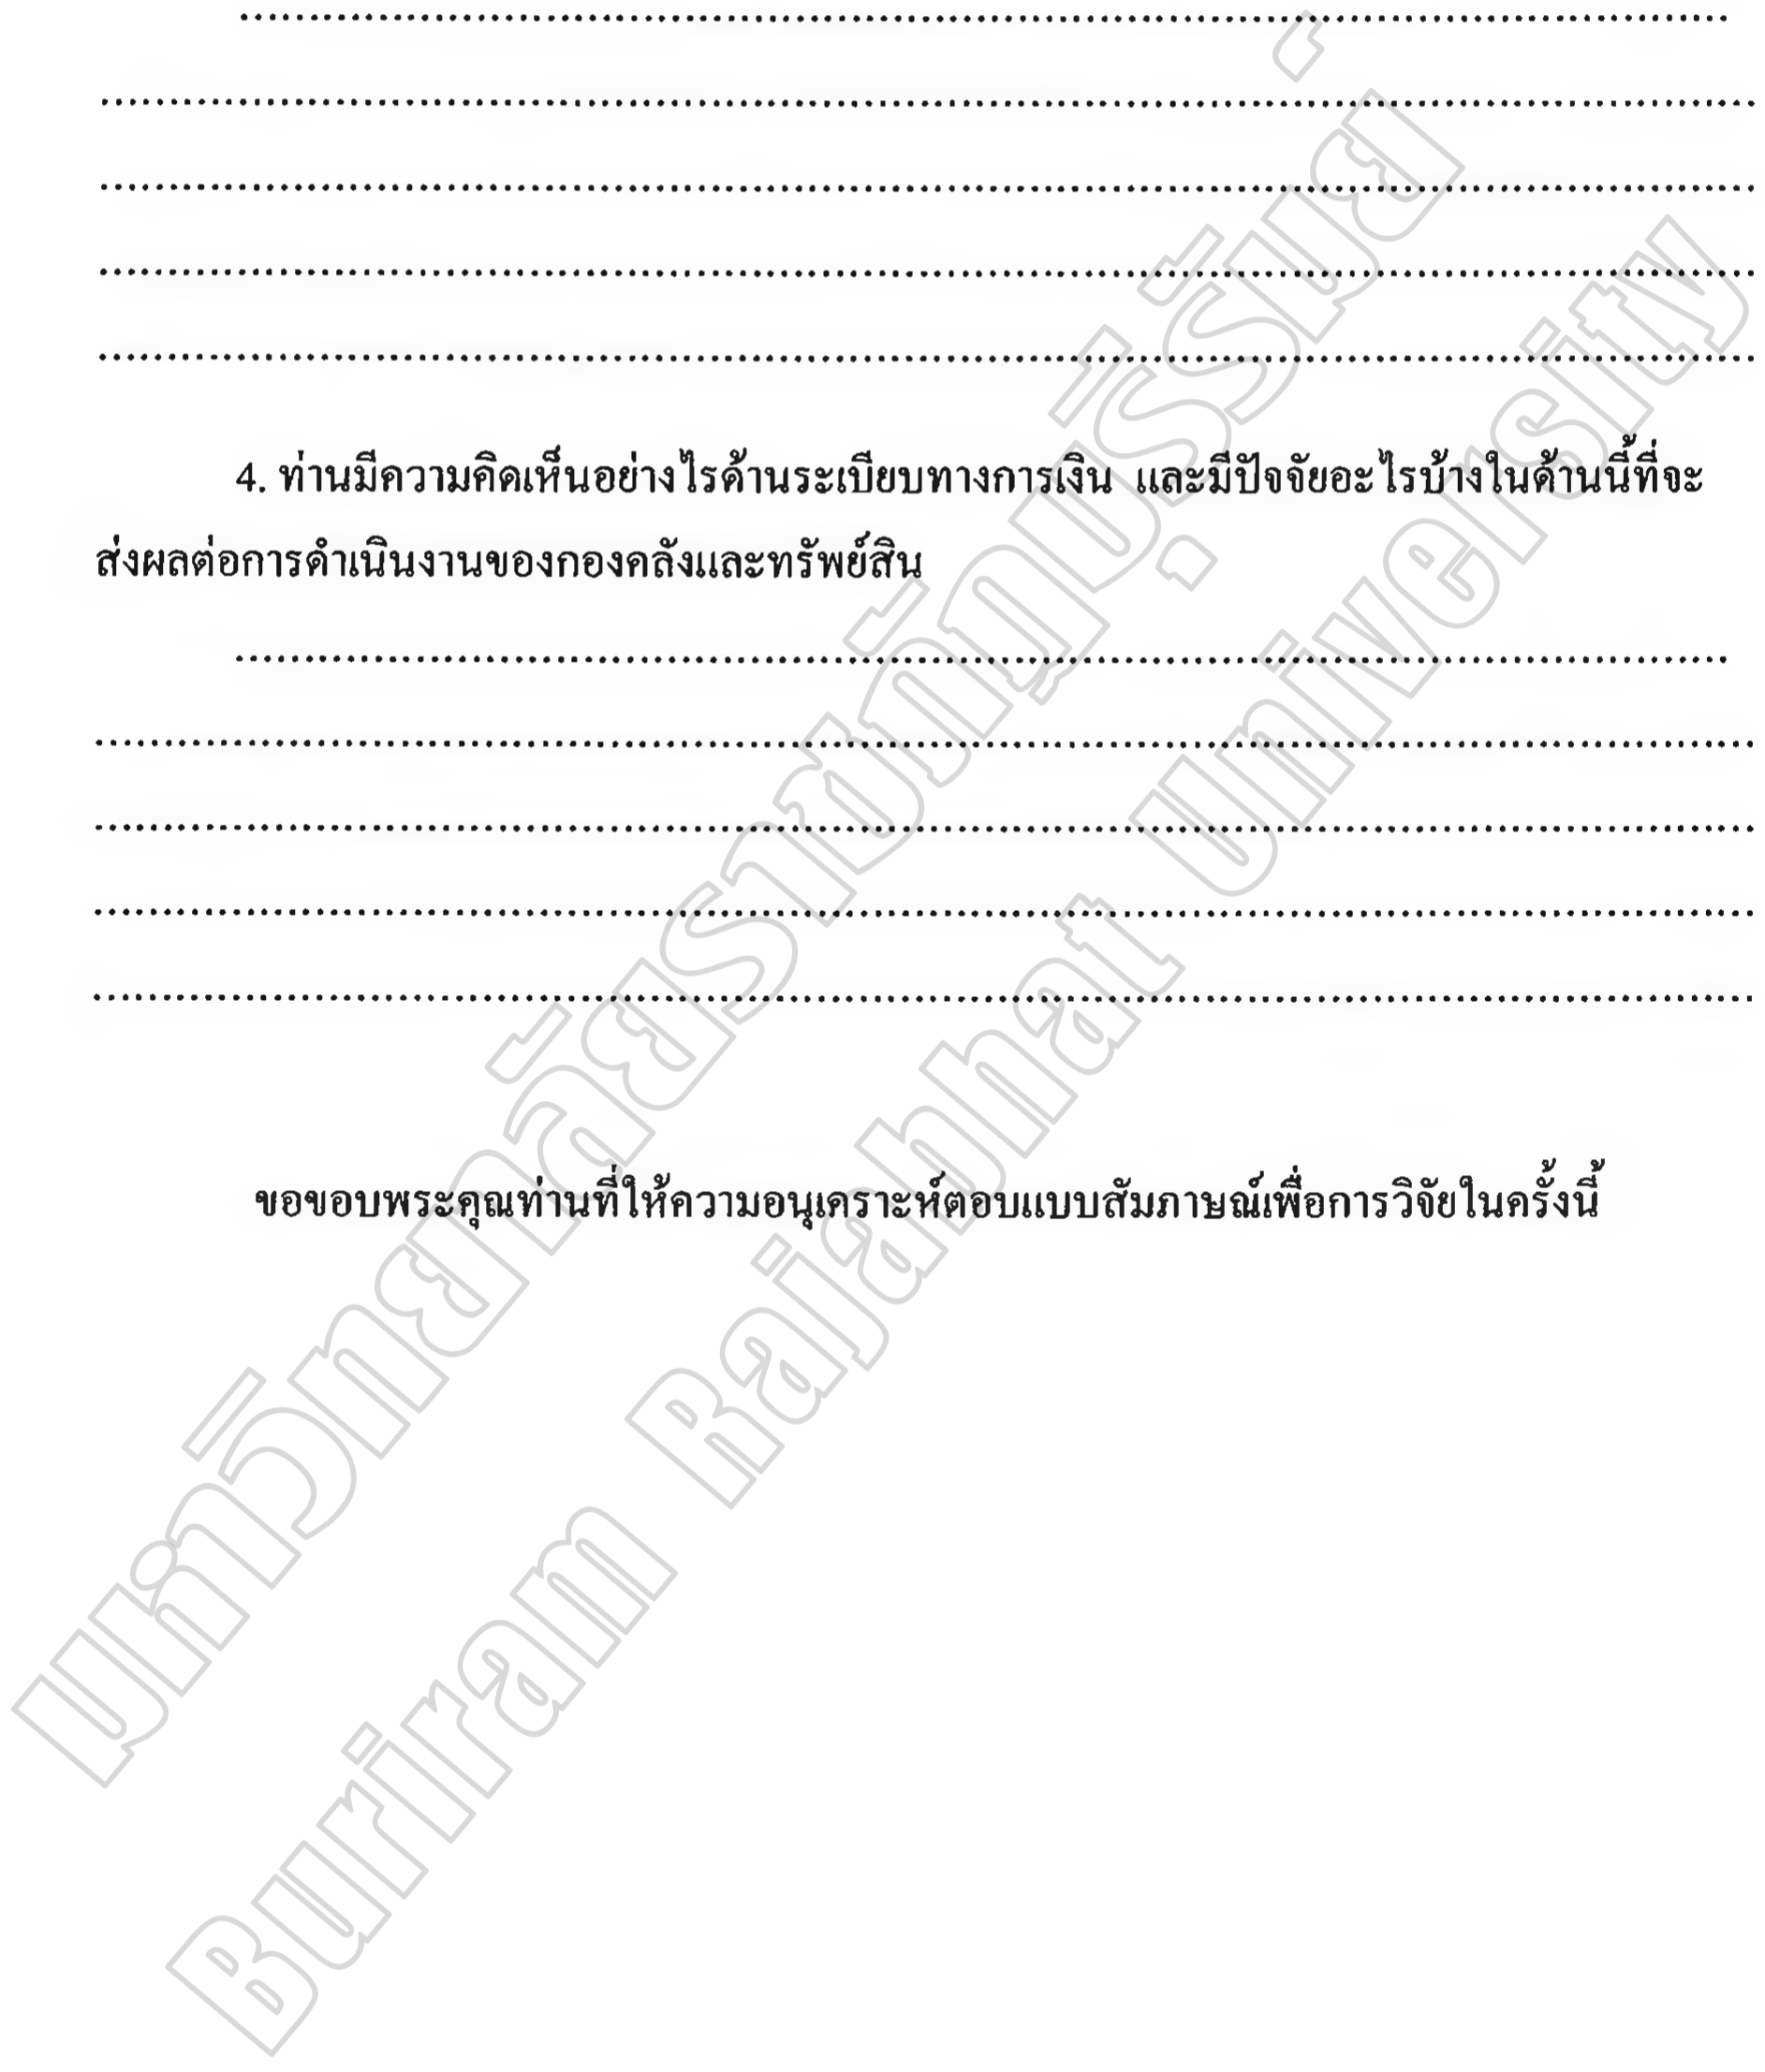 ........................................................................................................................
........................................................................................................................
........................................................................................................................
........................................................................................................................
........................................................................................................................
4. ท่านมีความคิดเห็นอย่างไรด้านระเบียบทางการเงิน และมีปัจจัยอะไรบ้างในด้านนี้ที่จะ
ส่งผลต่อการดำเนินงานของกองคลังและทรัพย์สิน
........................................................................................................................
........................................................................................................................
........................................................................................................................
........................................................................................................................
........................................................................................................................
ขอขอบพระคุณท่านที่ให้ความอนุเคราะห์ตอบแบบสัมภาษณ์เพื่อการวิจัยในครั้งนี้
มหาวิทยาลัยราชภัฏบุรีรัมย์
Buriram Rajabhat University